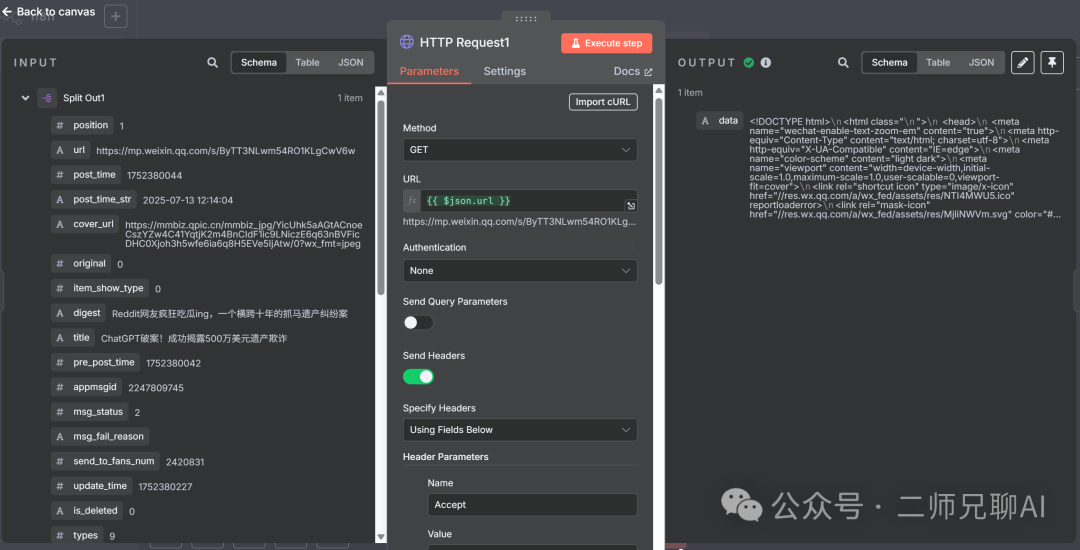 Back to canvas
INPUT
Schema
Table
JSON
Split Out1
1 item
# position 1
A url https://mp.weixin.qq.com/s/ByTT3NLwm54RO1KLgCwV6w
# post_time 1752380044
A post_time_str 2025-07-13 12:14:04
A cover_url https://mmbiz.qpic.cn/mmbiz_jpg/YicUhk5aAGtACnoe
CszYZw4C41YqtjK2m4BnCIdF1ic9LNiczE6q63nBVFic
DHC0Xjoh3h5wfe6ia6q8H5EVe5IjAtw/0?wx_fmt=jpeg
# original 0
# item_show_type 0
A digest Reddit网友疯狂吃瓜ing，一个横跨十年的抓马遗产纠纷案
A title ChatGPT破案！成功揭露500万美元遗产欺诈
# pre_post_time 1752380042
# appmsgid 2247809745
# msg_status 2
A msg_fail_reason
# send_to_fans_num 2420831
# update_time 1752380227
A is_deleted 0
# types 9
HTTP Request1
Execute step
Parameters
Settings
Docs
Import cURL
Method
GET
URL
fx {{ $json.url }}
https://mp.weixin.qq.com/s/ByTT3NLwm54RO1KLg...
Authentication
None
Send Query Parameters
Send Headers
Specify Headers
Using Fields Below
Header Parameters
Name
Accept
Value
OUTPUT
Schema
Table
JSON
1 item
A data <!DOCTYPE html>\n<html class="\n">\n <head>\n <meta
name="wechat-enable-text-zoom-em" content="true">\n<meta http-
equiv="Content-Type" content="text/html; charset=utf-8">\n<meta
http-equiv="X-UA-Compatible" content="IE=edge">\n<meta
name="color-scheme" content="light dark">\n<meta
name="viewport" content="width=device-width,initial-
scale=1.0,maximum-scale=1.0,user-scalable=0,viewport-
fit=cover">\n<link rel="shortcut icon" type="image/x-icon"
href="//res.wx.qq.com/a/wx_fed/assets/res/NTI4MWU5.ico"
reportloaderror>\n<link rel="mask-icon"
href="//res.wx.qq.com/a/wx_fed/assets/res/MjliNWVm.svg" color="#...
公众号 · 二师兄聊AI